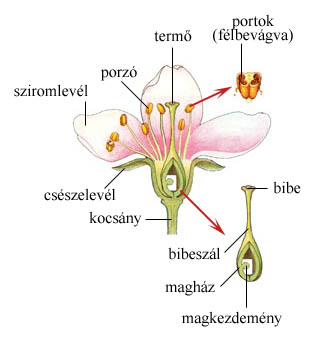 portok
(félbevágva)
termő
porzó
sziromlevél
csészelevél
kocsány
bibe
bibeszál
magház
magkezdemény